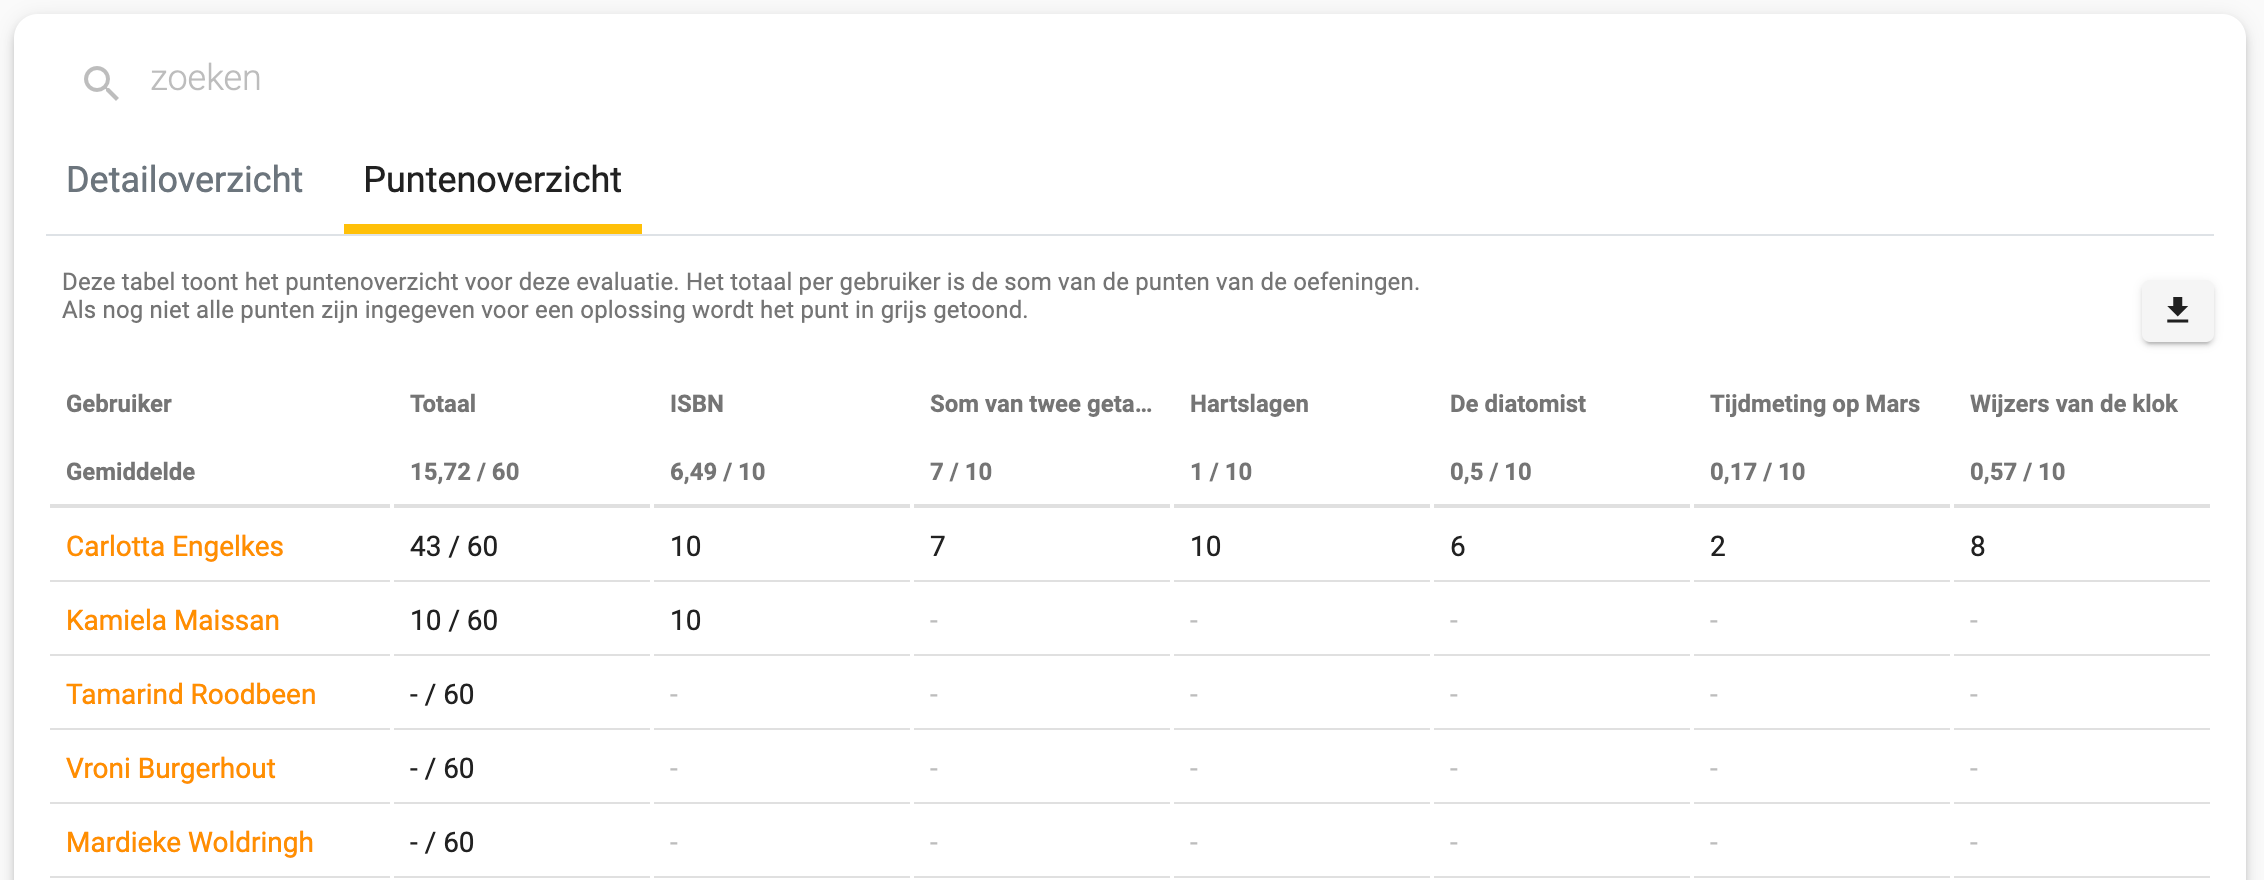 zoeken
Detailoverzicht Puntenoverzicht
Deze tabel toont het puntenoverzicht voor deze evaluatie. Het totaal per gebruiker is de som van de punten van de oefeningen.
Als nog niet alle punten zijn ingegeven voor een oplossing wordt het punt in grijs getoond.
Gebruiker Totaal ISBN Som van twee geta... Hartslagen De diatomist Tijdmeting op Mars Wijzers van de klok
Gemiddelde 15,72 / 60 6,49 / 10 7 / 10 1 / 10 0,5 / 10 0,17 / 10 0,57 / 10
Carlotta Engelkes 43 / 60 10 7 10 6 2 8
Kamiela Maissan 10 / 60 10 - - - - -
Tamarind Roodbeen - / 60 - - - - - -
Vroni Burgerhout - / 60 - - - - - -
Mardieke Woldringh - / 60 - - - - - -